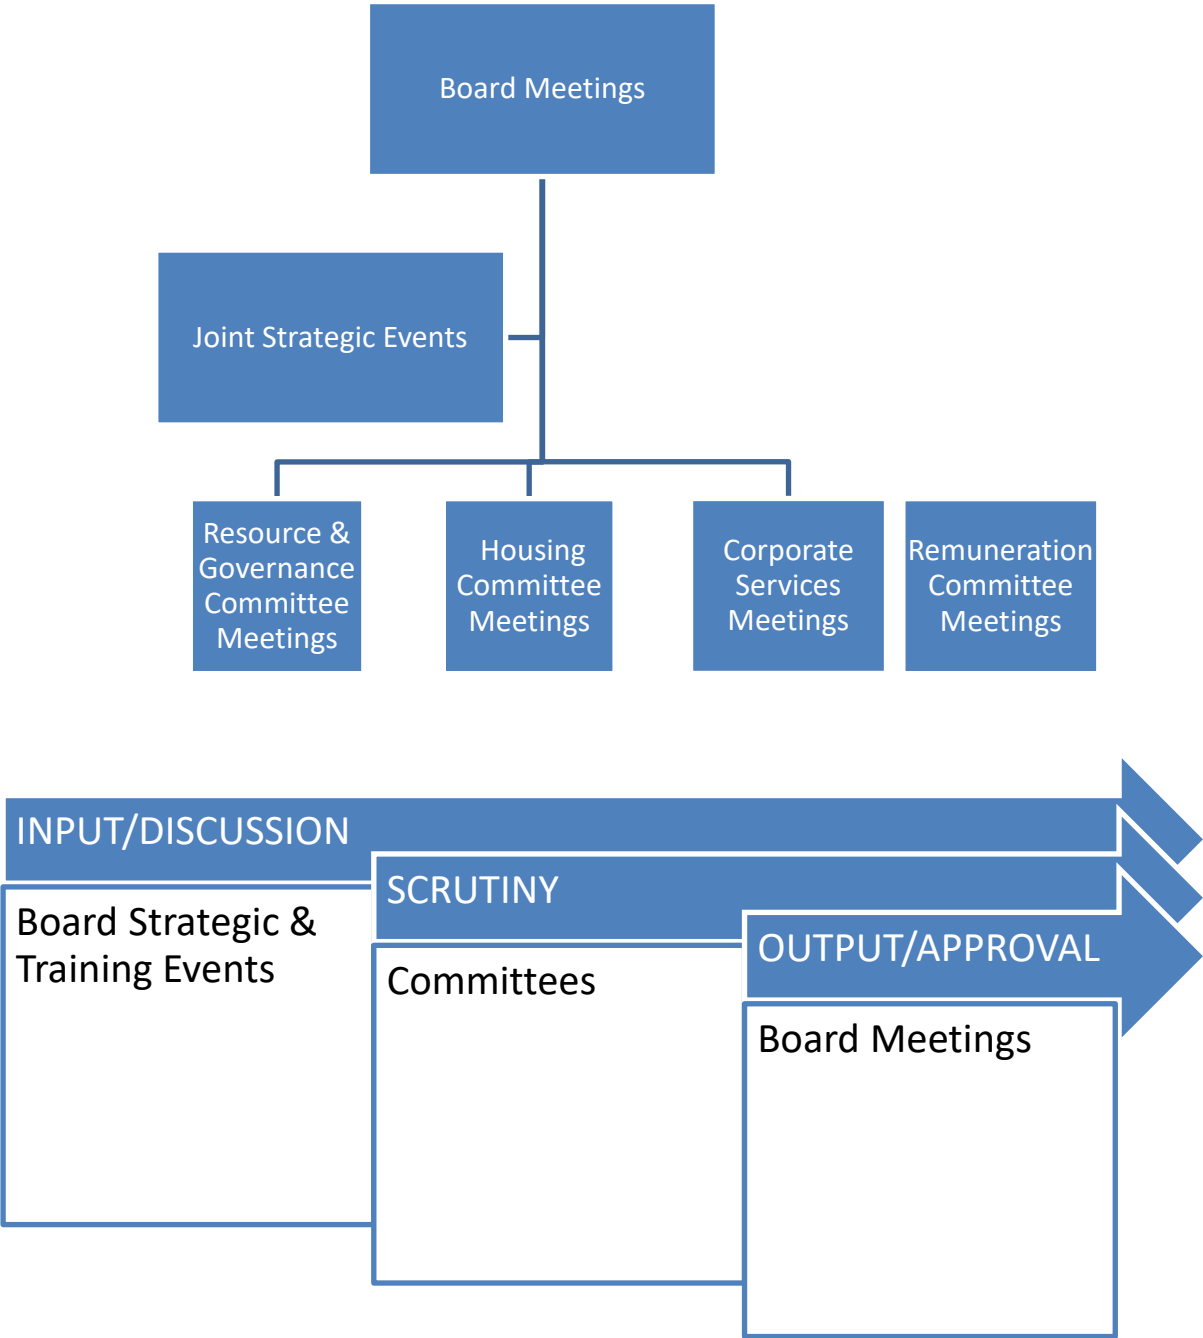 Board Meetings
Joint Strategic Events
Resource &
Governance
Committee
Meetings
Housing
Committee
Meetings
Corporate
Services
Meetings
Remuneration
Committee
Meetings
INPUT/DISCUSSION
Board Strategic &
Training Events
SCRUTINY
Committees
OUTPUT/APPROVAL
Board Meetings